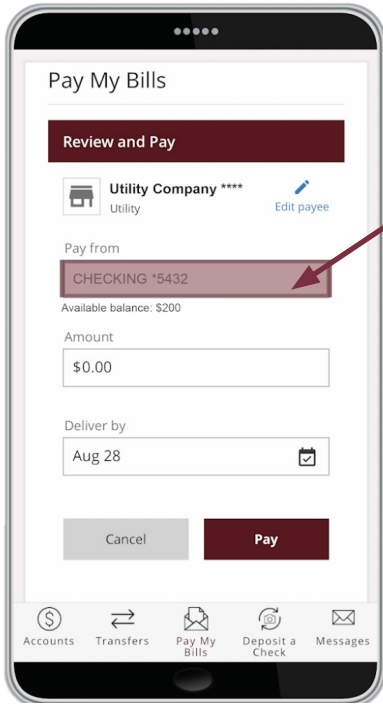 Pay My Bills
Review and Pay
Utility Company ****
Utility
Edit payee
Pay from
CHECKING *5432
Available balance: $200
Amount
$0.00
Deliver by
Aug 28
Cancel
Pay
Accounts
Transfers
Pay My
Bills
Deposit a
Check
Messages